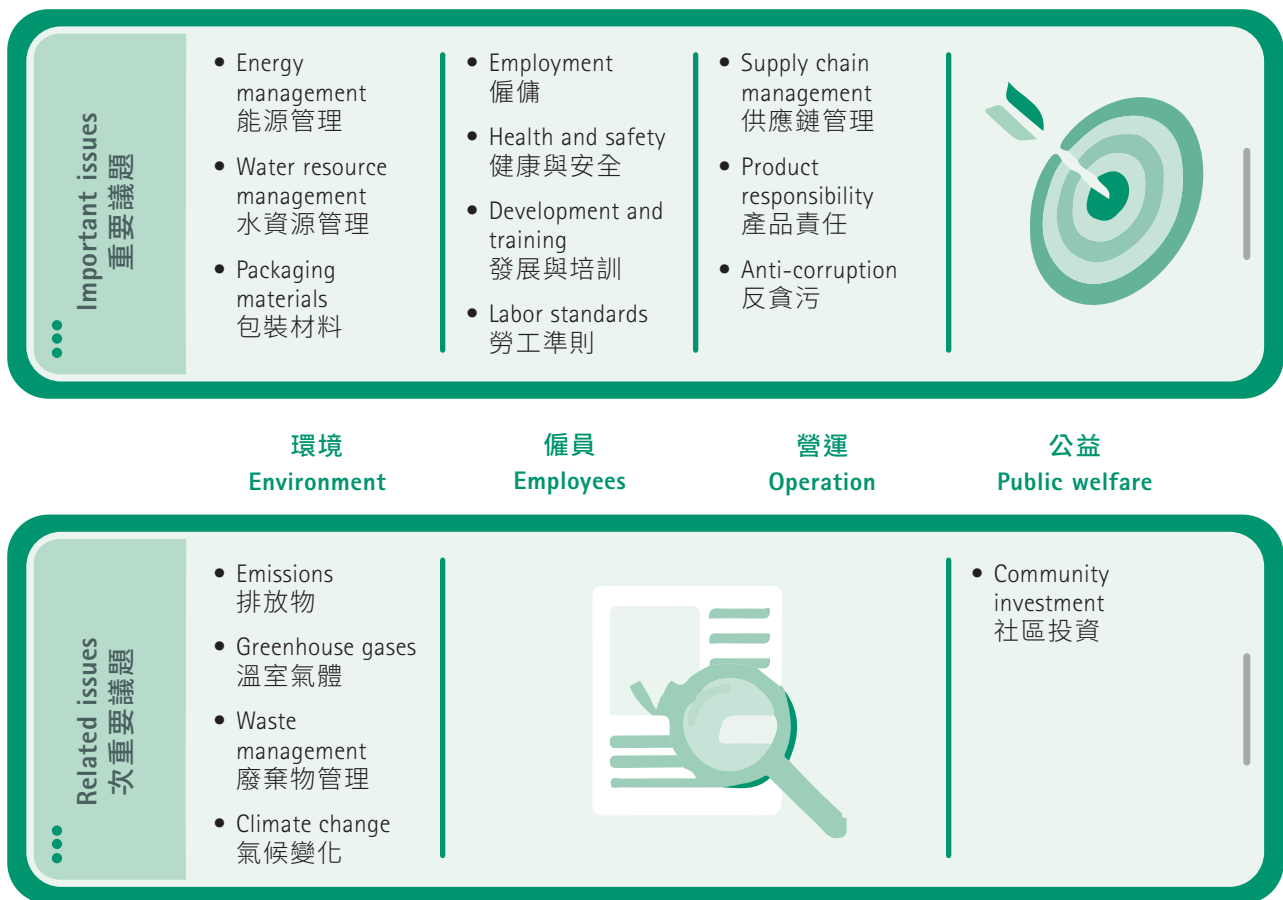 Important issues
重要議題
• Energy
management
能源管理
• Water resource
management
水資源管理
• Packaging
materials
包裝材料
• Employment
僱傭
• Health and safety
健康與安全
• Development and
training
發展與培訓
• Labor standards
勞工準則
• Supply chain
management
供應鏈管理
• Product
responsibility
產品責任
• Anti-corruption
反貪污
環境
Environment
僱員
Employees
營運
Operation
公益
Public welfare
Related issues
次重要議題
• Emissions
排放物
• Greenhouse gases
溫室氣體
• Waste
management
廢棄物管理
• Climate change
氣候變化
• Community
investment
社區投資